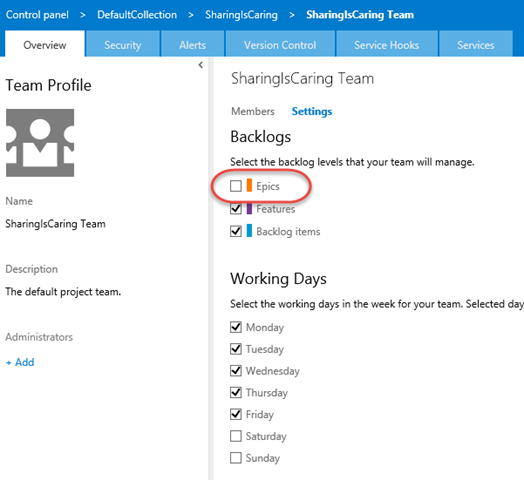 Control panel > DefaultCollection > SharingIsCaring > SharingIsCaring Team
Overview Security Alerts Version Control Service Hooks Services
Team Profile
Name
SharingIsCaring Team
Description
The default project team.
Administrators
+ Add
SharingIsCaring Team
Members Settings
Backlogs
Select the backlog levels that your team will manage.
Epics
Features
Backlog items
Working Days
Select the working days in the week for your team. Selected day
Monday
Tuesday
Wednesday
Thursday
Friday
Saturday
Sunday